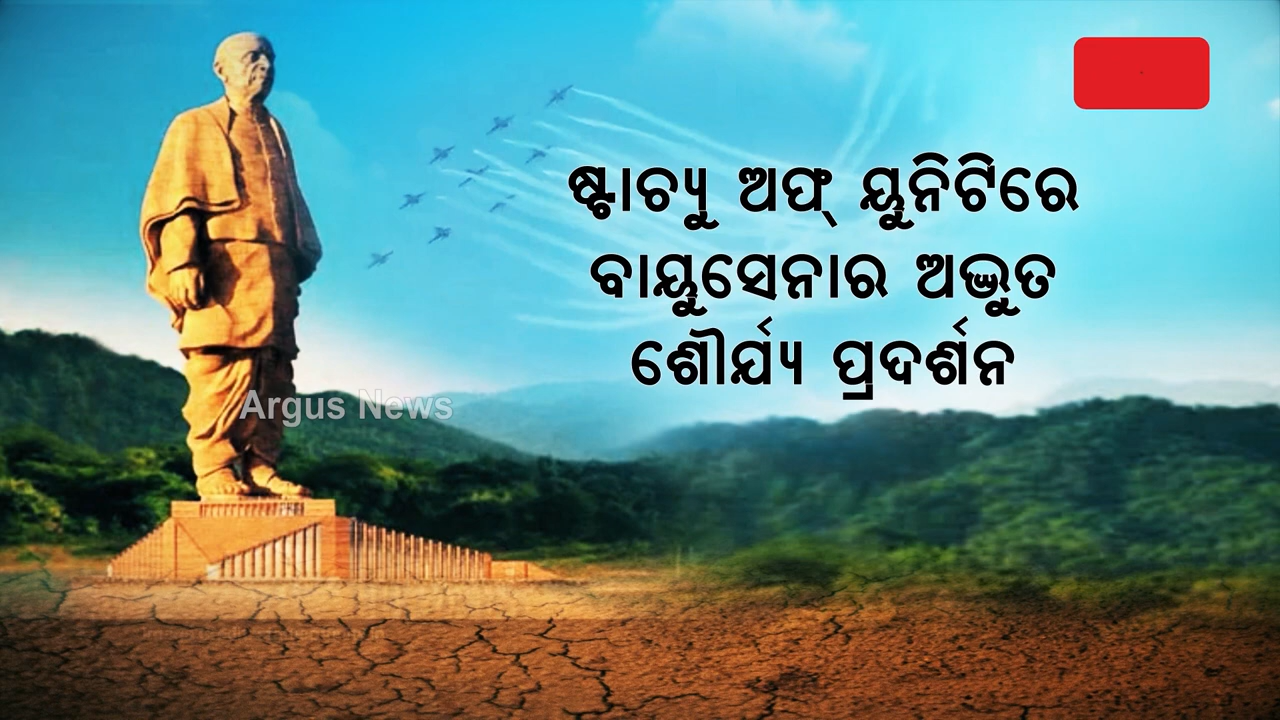 ଷ୍ଟାଚ୍ୟୁ ଅଫ୍ ୟୁନିଟିରେ
ବାୟୁସେନାର ଅଦ୍ଭୁତ
ଶୌର୍ଯ୍ୟ ପ୍ରଦର୍ଶନ
Argus News